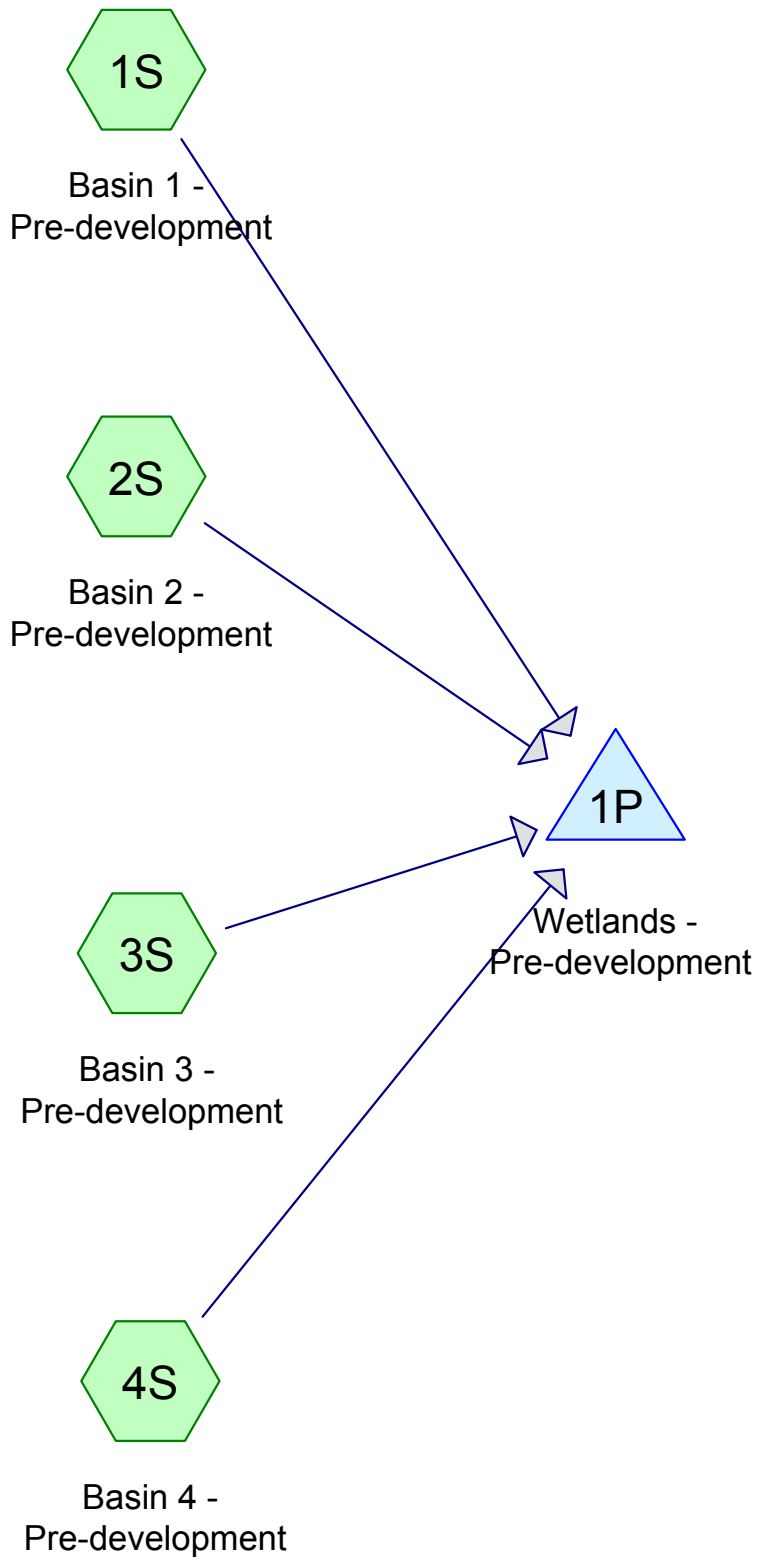 1S
Basin 1 -
Pre-development
2S
Basin 2 -
Pre-development
1P
Wetlands -
Pre-development
3S
Basin 3 -
Pre-development
4S
Basin 4 -
Pre-development